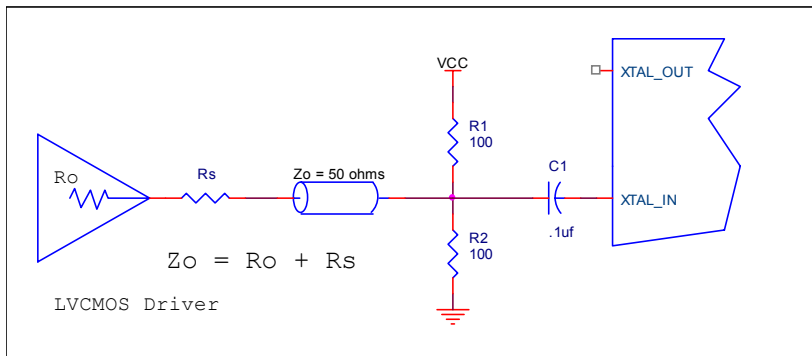 VCC
XTAL_OUT
R1
100
Ro
Rs
Zo = 50 ohms
C1
XTAL_IN
.1uf
R2
100
Zo = Ro + Rs
LVCMOS Driver